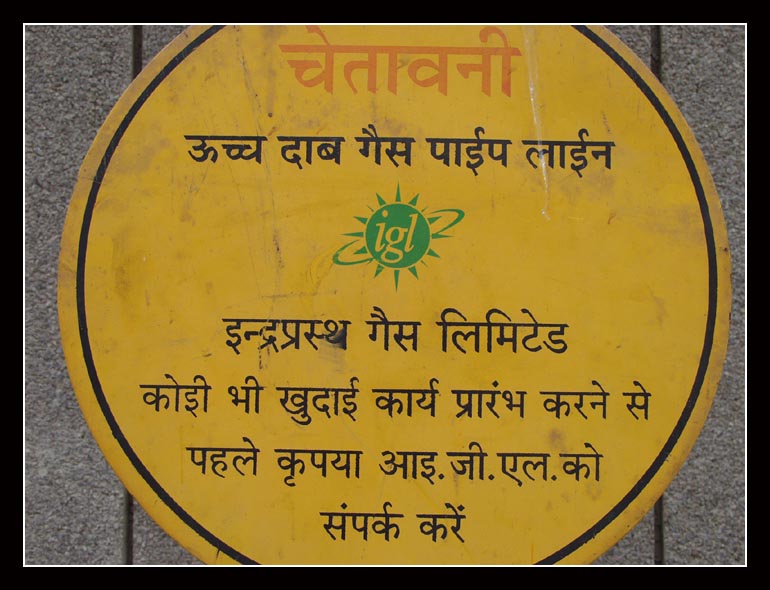 चेतावनी
ऊच्च दाब गैस पाईप लाईन
igl
इन्द्रप्रस्थ गैस लिमिटेड
कोइी भी खुदाई कार्य प्रारंभ करने से
पहले कृपया आइ.जी.एल.को
संपर्क करें